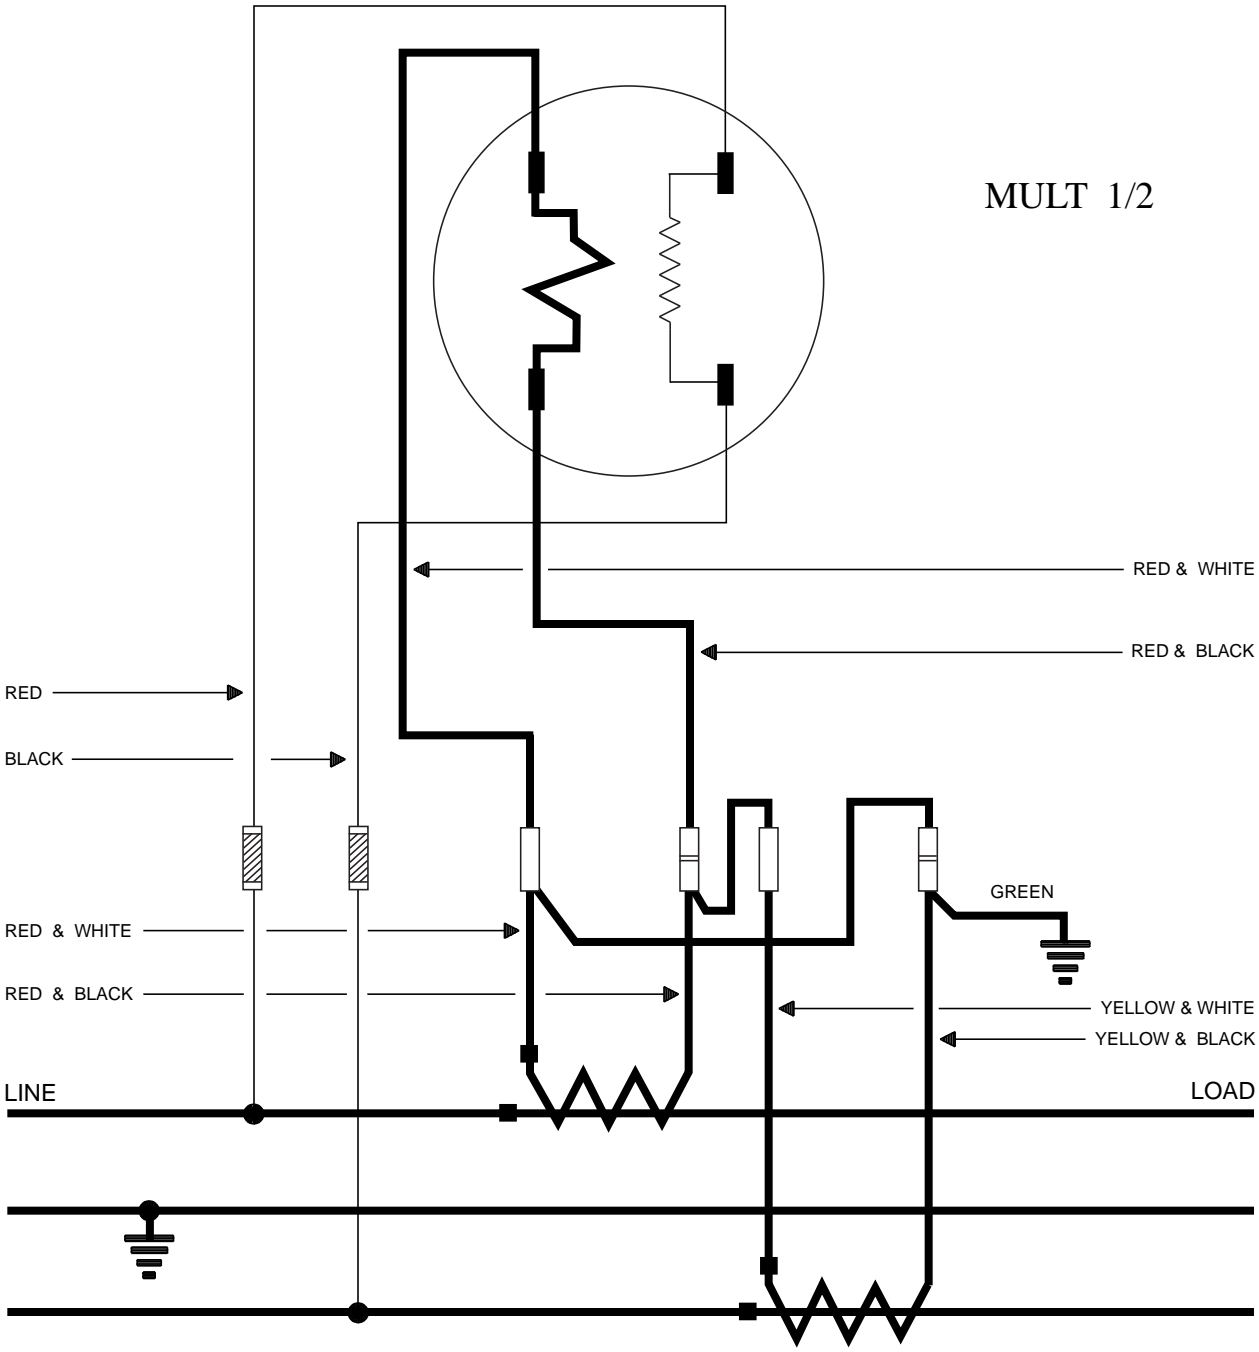 MULT 1/2
RED & WHITE
RED & BLACK
RED
BLACK
GREEN
RED & WHITE
RED & BLACK
YELLOW & WHITE
YELLOW & BLACK
LINE
LOAD